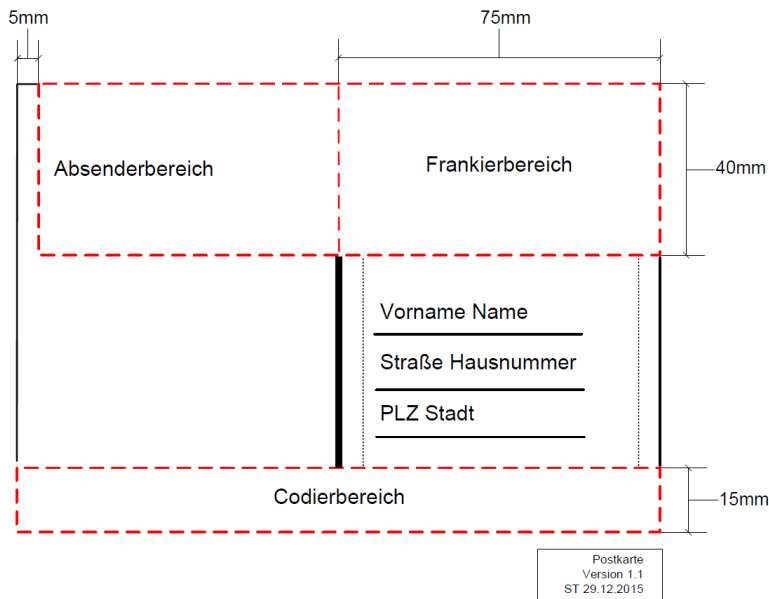 5mm
75mm
Absenderbereich
Frankierbereich
40mm
Vorname Name
Straße Hausnummer
PLZ Stadt
Codierbereich
15mm
Postkarte
Version 1.1
ST 29.12.2015